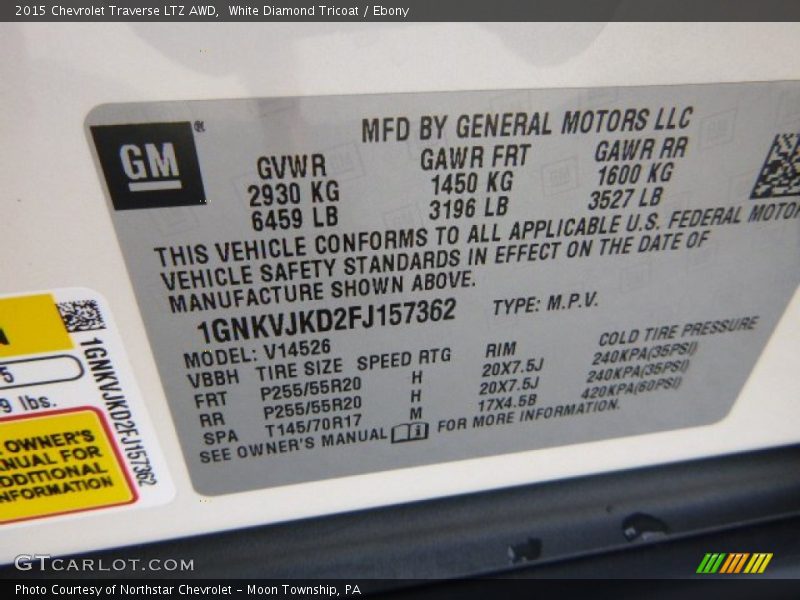 2015 Chevrolet Traverse LTZ AWD, White Diamond Tricoat / Ebony
GM®
MFD BY GENERAL MOTORS LLC
GVWR GAWR FRT GAWR RR
2930 KG 1450 KG 1600 KG
6459 LB 3196 LB 3527 LB
THIS VEHICLE CONFORMS TO ALL APPLICABLE U.S. FEDERAL MOTOR
VEHICLE SAFETY STANDARDS IN EFFECT ON THE DATE OF
MANUFACTURE SHOWN ABOVE.
1GNKVJKD2FJ157362 TYPE: M.P.V.
MODEL: V14526
VBBH TIRE SIZE SPEED RTG RIM COLD TIRE PRESSURE
FRT P255/55R20 H 20X7.5J 240KPA(35PSI)
RR P255/55R20 H 20X7.5J 240KPA(35PSI)
SPA T145/70R17 M 17X4.5B 420KPA(60PSI)
SEE OWNER'S MANUAL FOR MORE INFORMATION.
1GNKVJKD2FJ157362
5
9 lbs.
OWNER'S
NUAL FOR
DDITIONAL
NFORMATION
GTCARLOT.COM
Photo Courtesy of Northstar Chevrolet - Moon Township, PA